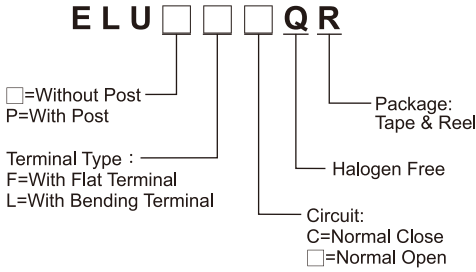 ELU□□□QR
□=Without Post
P=With Post
Package:
Tape & Reel
Terminal Type :
F=With Flat Terminal
L=With Bending Terminal
Halogen Free
Circuit:
C=Normal Close
□=Normal Open